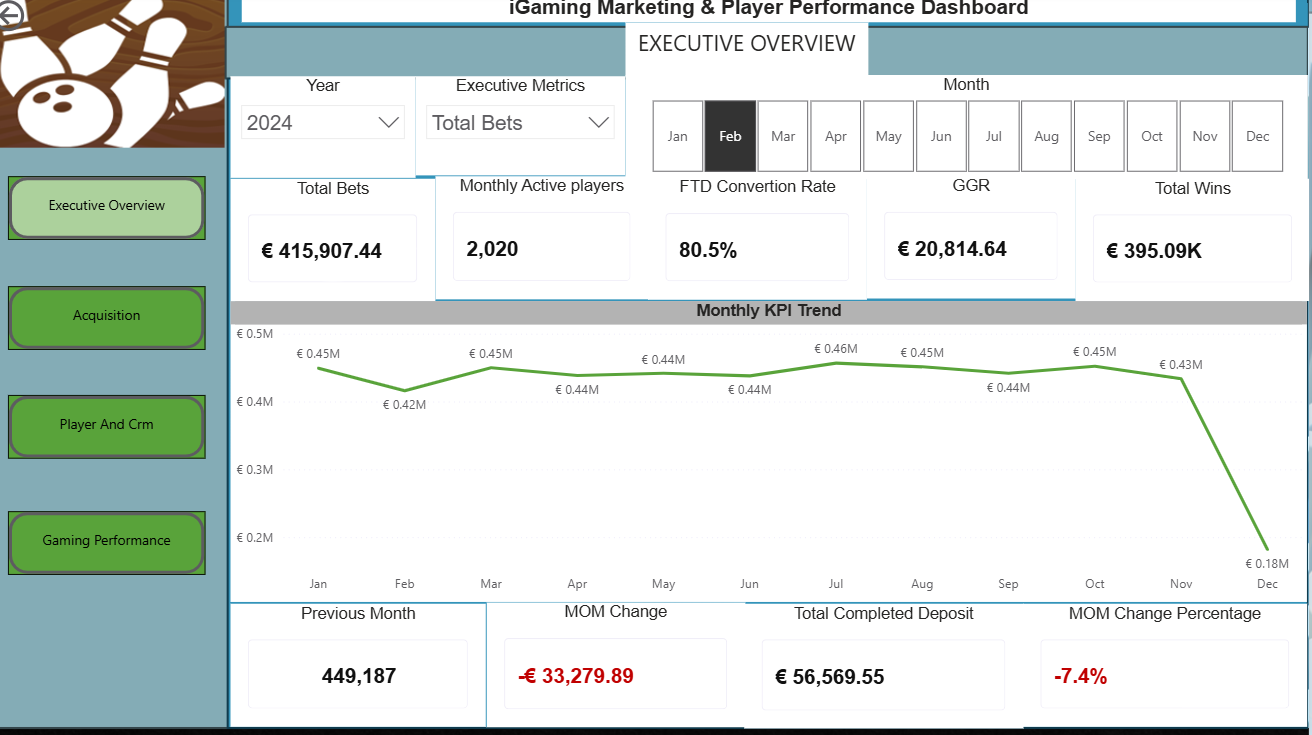 iGaming Marketing & Player Performance Dashboard
EXECUTIVE OVERVIEW
Year
Executive Metrics
Month
2024
Total Bets
Jan Feb Mar Apr May Jun Jul Aug Sep Oct Nov Dec
Total Bets
Monthly Active players
FTD Convertion Rate
GGR
Total Wins
€ 415,907.44
2,020
80.5%
€ 20,814.64
€ 395.09K
Executive Overview
Acquisition
Player And Crm
Gaming Performance
Monthly KPI Trend
€ 0.5M
€ 0.4M
€ 0.3M
€ 0.2M
€ 0.45M
€ 0.42M
€ 0.45M
€ 0.44M
€ 0.44M
€ 0.44M
€ 0.46M
€ 0.45M
€ 0.44M
€ 0.45M
€ 0.43M
€ 0.18M
Jan Feb Mar Apr May Jun Jul Aug Sep Oct Nov Dec
Previous Month
MOM Change
Total Completed Deposit
MOM Change Percentage
449,187
-€ 33,279.89
€ 56,569.55
-7.4%